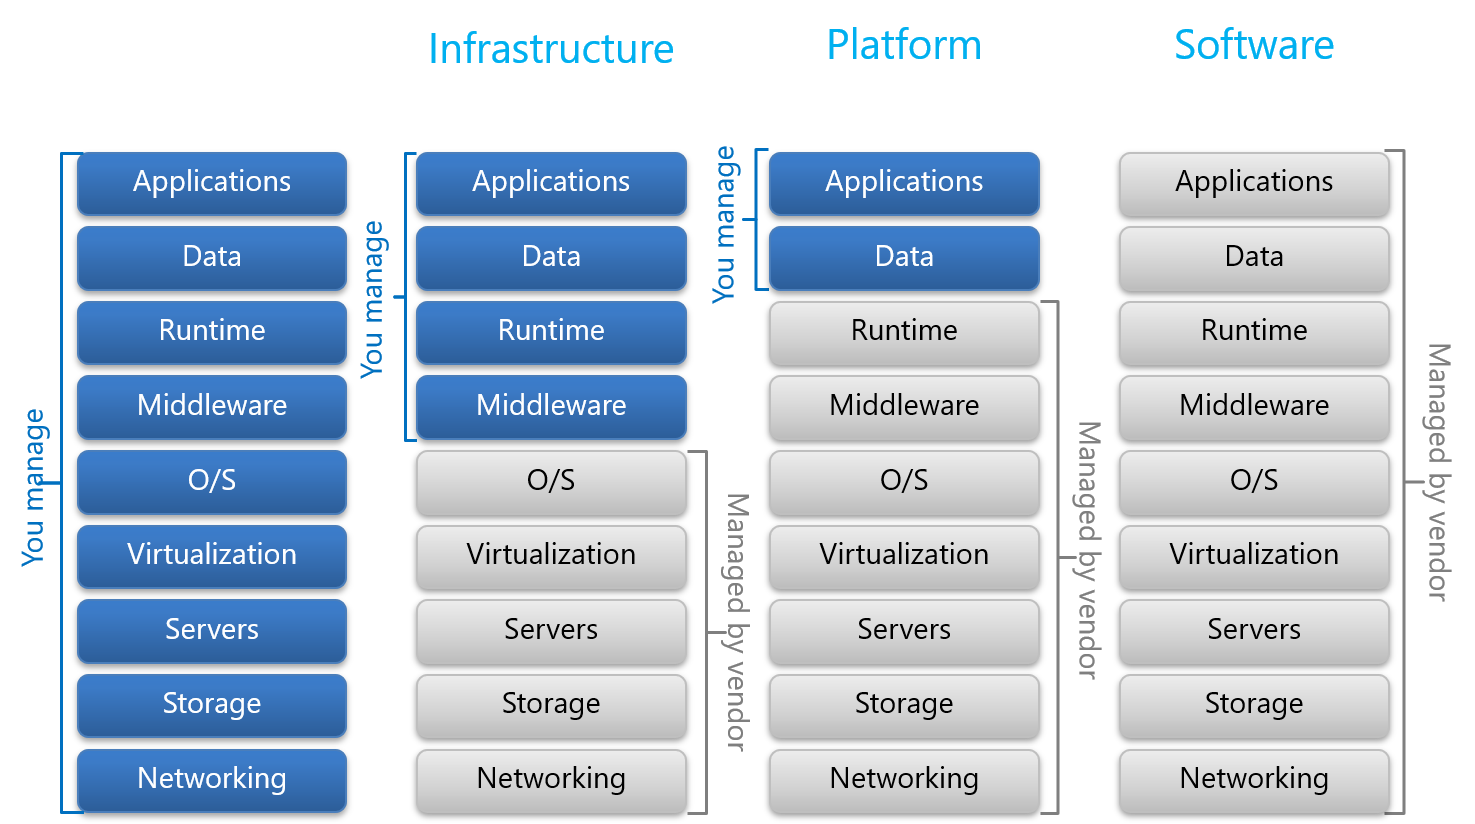 Infrastructure
Platform
Software
You manage
Applications
Data
Runtime
Middleware
O/S
Virtualization
Servers
Storage
Networking
You manage
Applications
Data
Runtime
Middleware
O/S
Virtualization
Servers
Storage
Networking
Managed by vendor
You manage
Applications
Data
Runtime
Middleware
O/S
Virtualization
Servers
Storage
Networking
Managed by vendor
Applications
Data
Runtime
Middleware
O/S
Virtualization
Servers
Storage
Networking
Managed by vendor